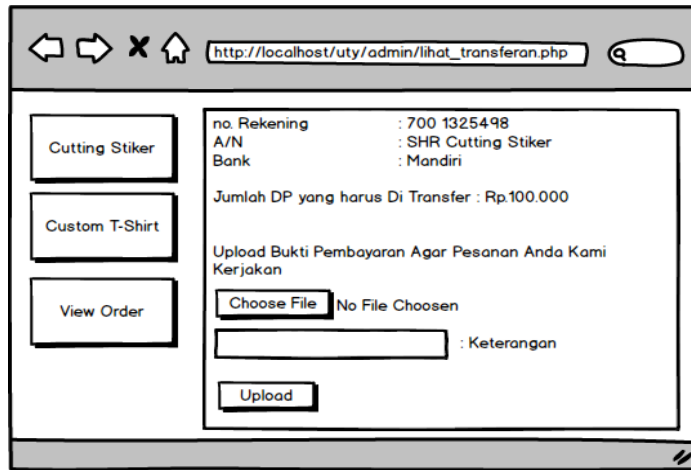 http://localhost/uty/admin/lihat_transferan.php
Cutting Stiker
Custom T-Shirt
View Order
no. Rekening : 700 1325498
A/N : SHR Cutting Stiker
Bank : Mandiri
Jumlah DP yang harus Di Transfer : Rp.100.000
Upload Bukti Pembayaran Agar Pesanan Anda Kami
Kerjakan
Choose File No File Choosen
: Keterangan
Upload